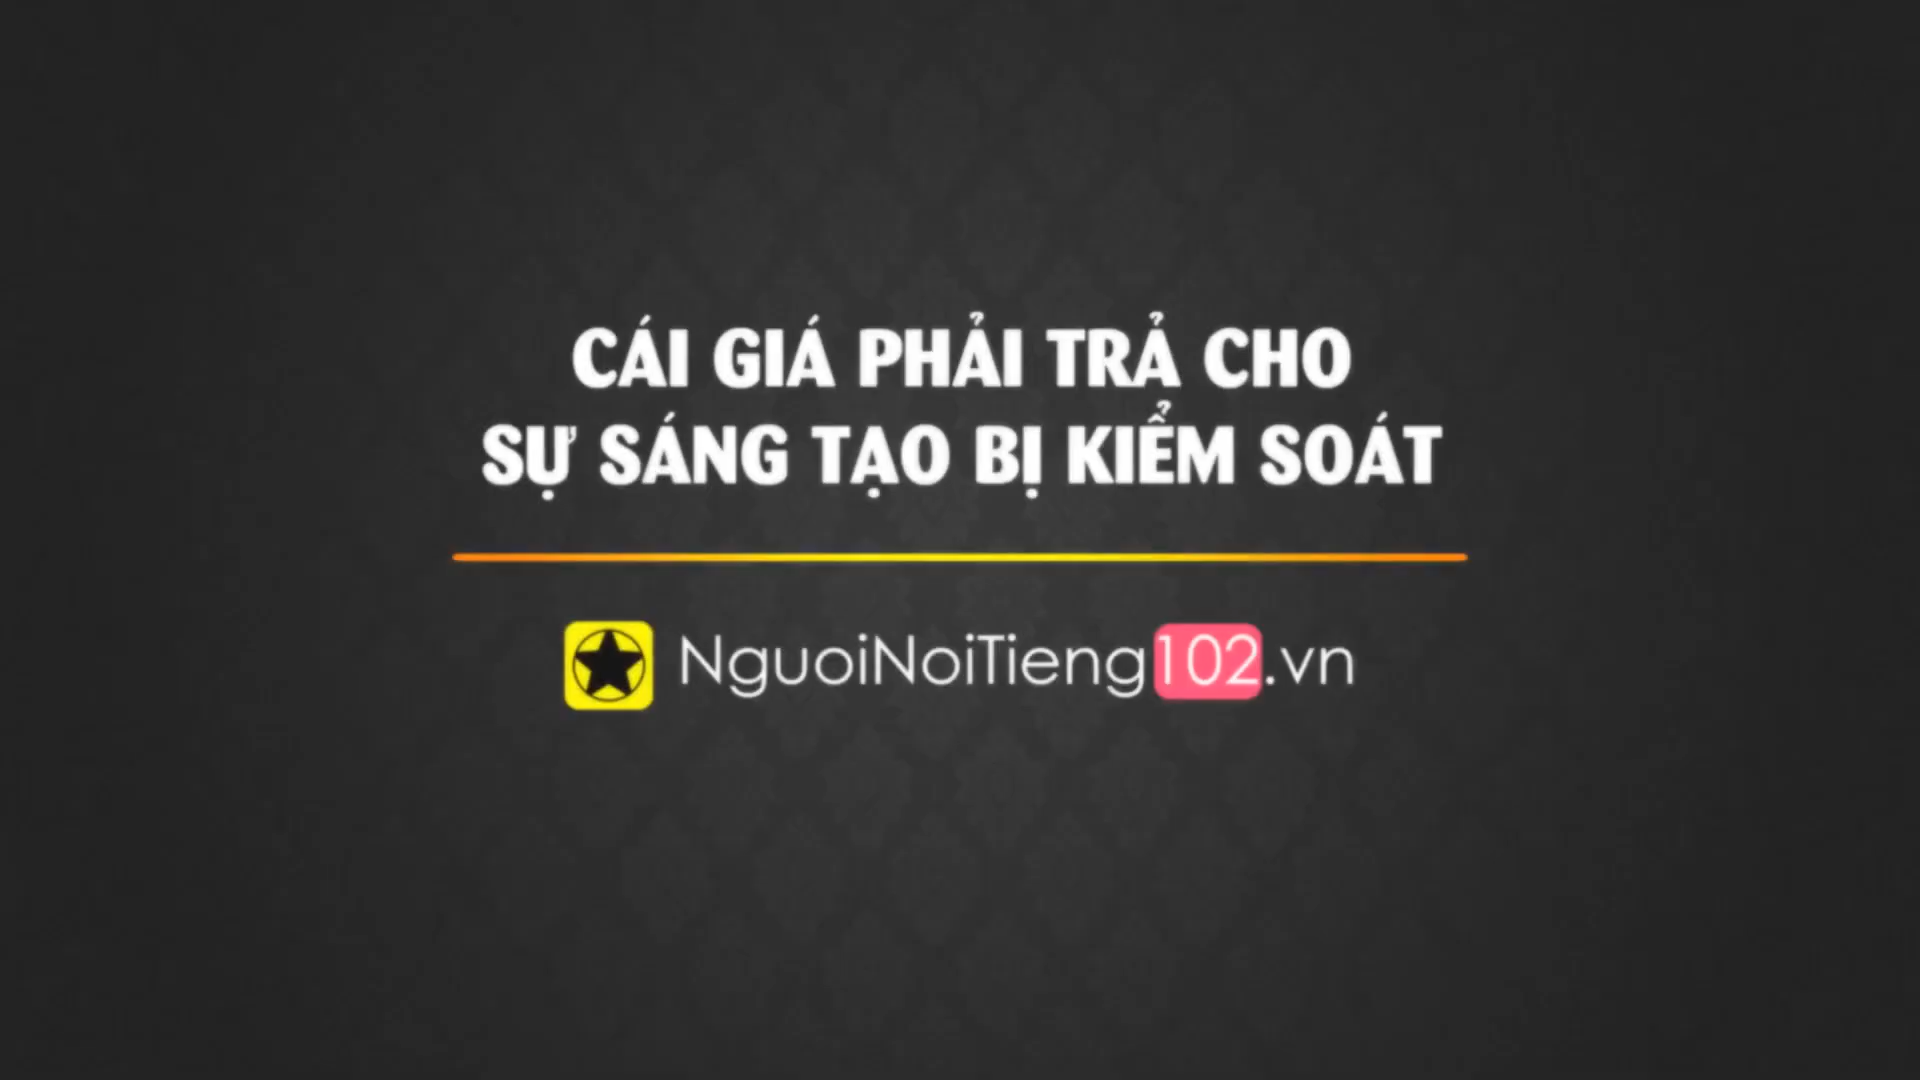 CÁI GIÁ PHẢI TRẢ CHO
SỰ SÁNG TẠO BỊ KIỂM SOÁT
NguoiNoiTieng102.vn